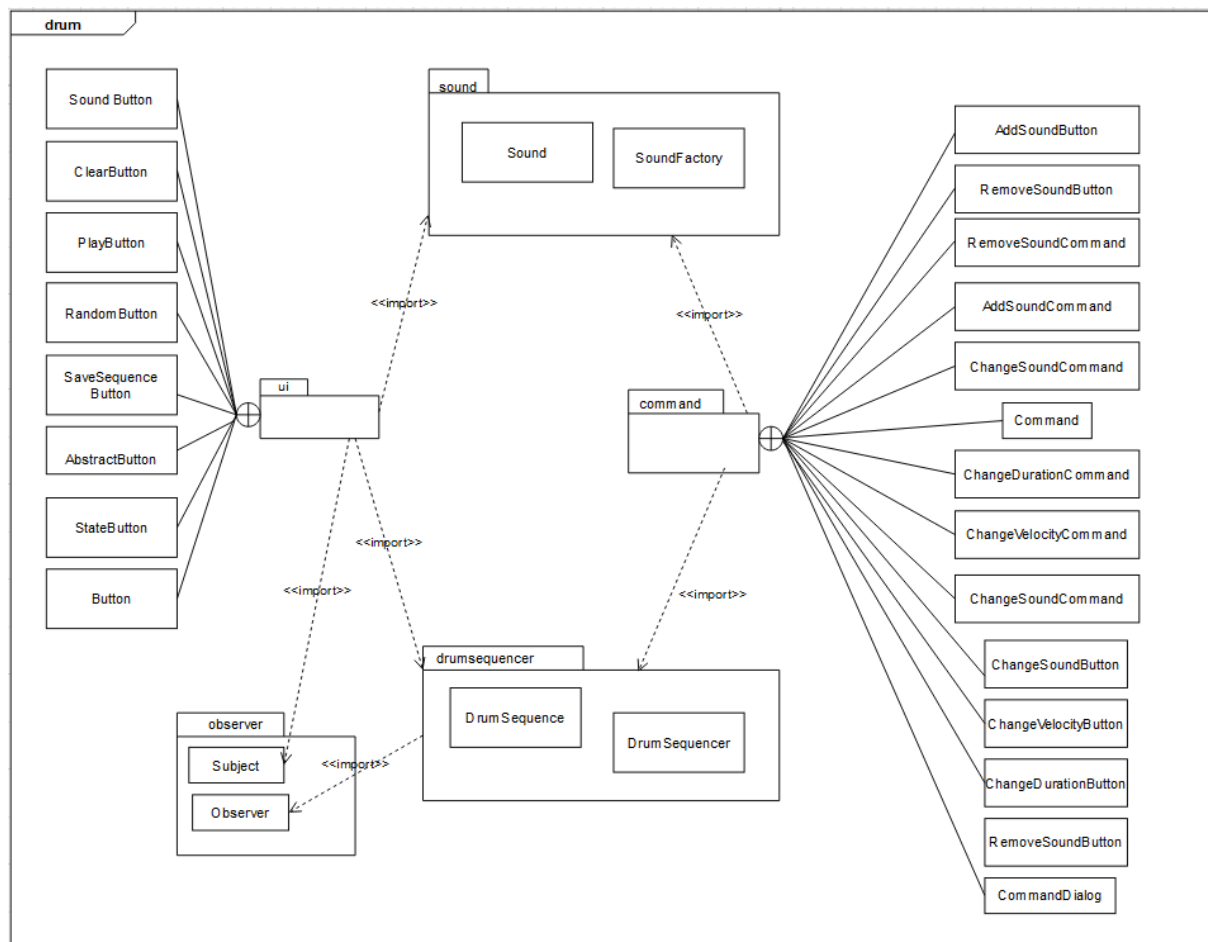 drum
Sound Button
ClearButton
PlayButton
RandomButton
SaveSequence
Button
AbstractButton
StateButton
Button
ui
sound
Sound
SoundFactory
<<import>>
<<import>>
<<import>>
<<import>>
<<import>>
<<import>>
command
drumsequencer
DrumSequence
DrumSequencer
observer
Subject
Observer
AddSoundButton
RemoveSoundButton
RemoveSoundCommand
AddSoundCommand
ChangeSoundCommand
Command
ChangeDurationCommand
ChangeVelocityCommand
ChangeSoundCommand
ChangeSoundButton
ChangeVelocityButton
ChangeDurationButton
RemoveSoundButton
CommandDialog